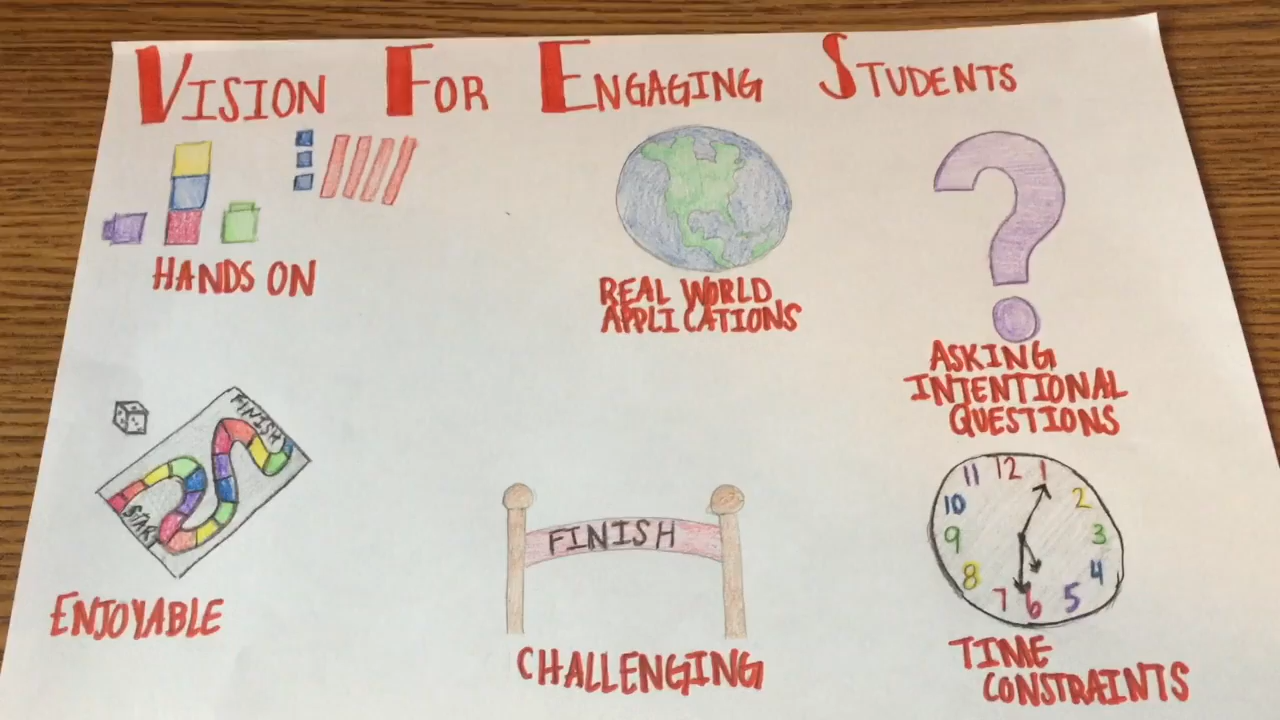 VISION FOR ENGAGING STUDENTS
HANDS ON
REAL WORLD
APPLICATIONS
ASKING
INTENTIONAL
QUESTIONS
FINISH
START
ENJOYABLE
FINISH
CHALLENGING
11 12 1
10 2
9 3
8 4
7 6 5
TIME
CONSTRAINTS